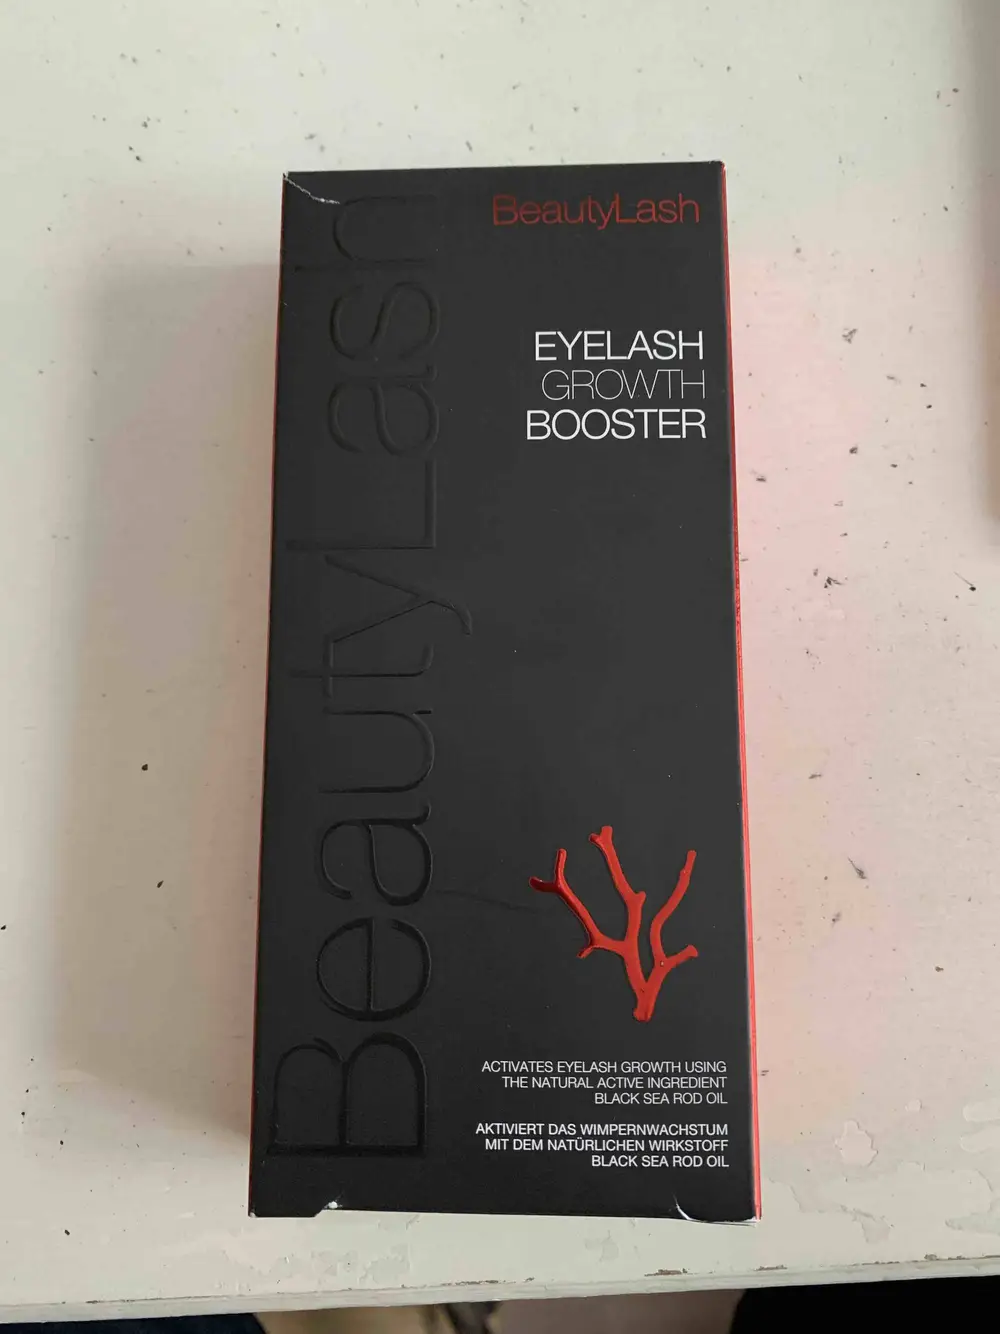 BeautyLash
BeautyLash
EYELASH
GROWTH
BOOSTER
ACTIVATES EYELASH GROWTH USING
THE NATURAL ACTIVE INGREDIENT
BLACK SEA ROD OIL
AKTIVIERT DAS WIMPERNWACHSTUM
MIT DEM NATÜRLICHEN WIRKSTOFF
BLACK SEA ROD OIL